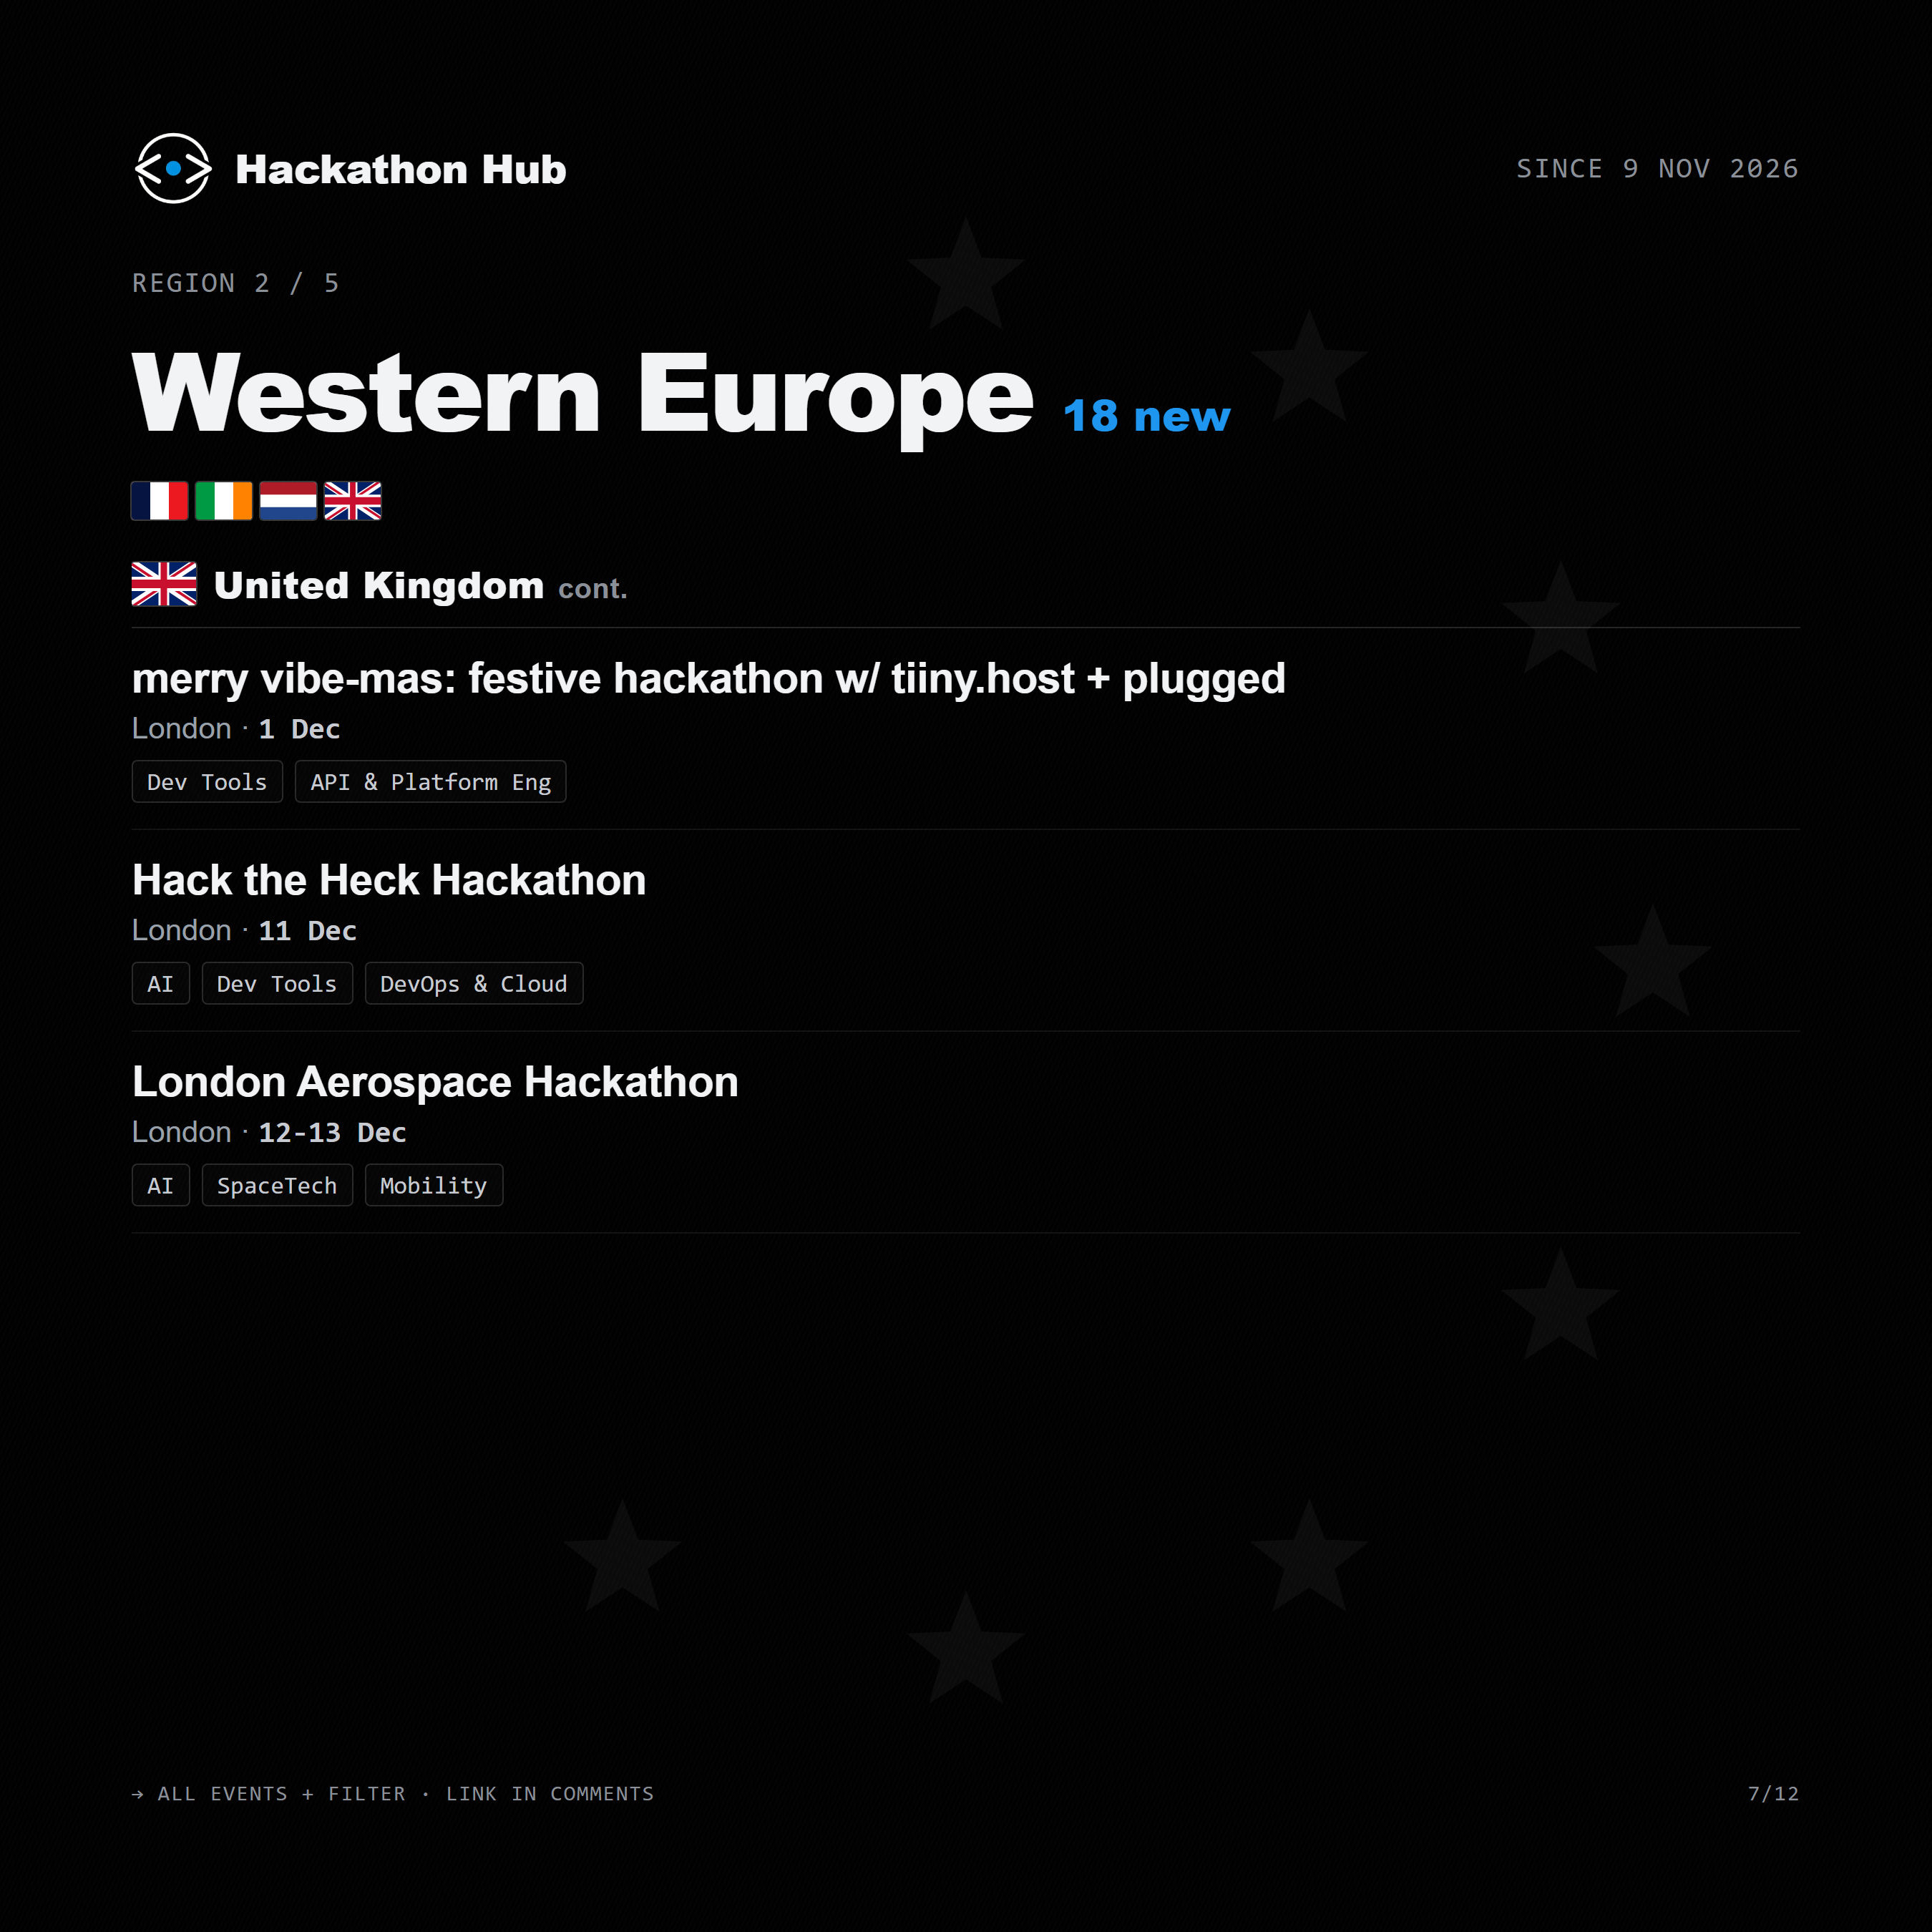 Hackathon Hub
SINCE 9 NOV 2026
REGION 2 / 5
Western Europe 18 new
United Kingdom cont.
merry vibe-mas: festive hackathon w/ tiiny.host + plugged
London · 1 Dec
Dev Tools API & Platform Eng
Hack the Heck Hackathon
London · 11 Dec
AI Dev Tools DevOps & Cloud
London Aerospace Hackathon
London · 12-13 Dec
AI SpaceTech Mobility
→ ALL EVENTS + FILTER · LINK IN COMMENTS
7/12